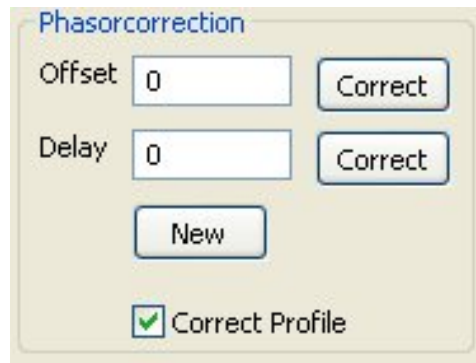 Phasorcorrection
Offset 0 Correct
Delay 0 Correct
New
Correct Profile